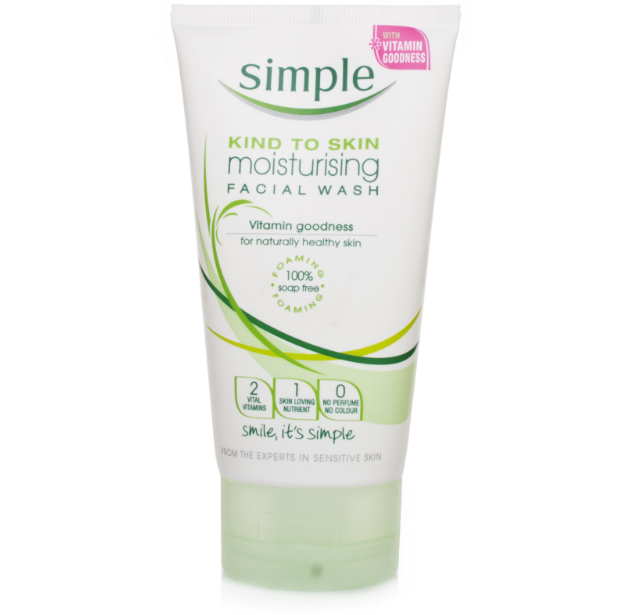 WITH
VITAMIN
GOODNESS
simple
KIND TO SKIN
moisturising
FACIAL WASH
Vitamin goodness
for naturally healthy skin
FOAMING
100%
soap free
FOAMING
2
VITAL
VITAMINS
1
SKIN LOVING
NUTRIENT
0
NO PERFUME
NO COLOUR
smile, it's simple
FROM THE EXPERTS IN SENSITIVE SKIN